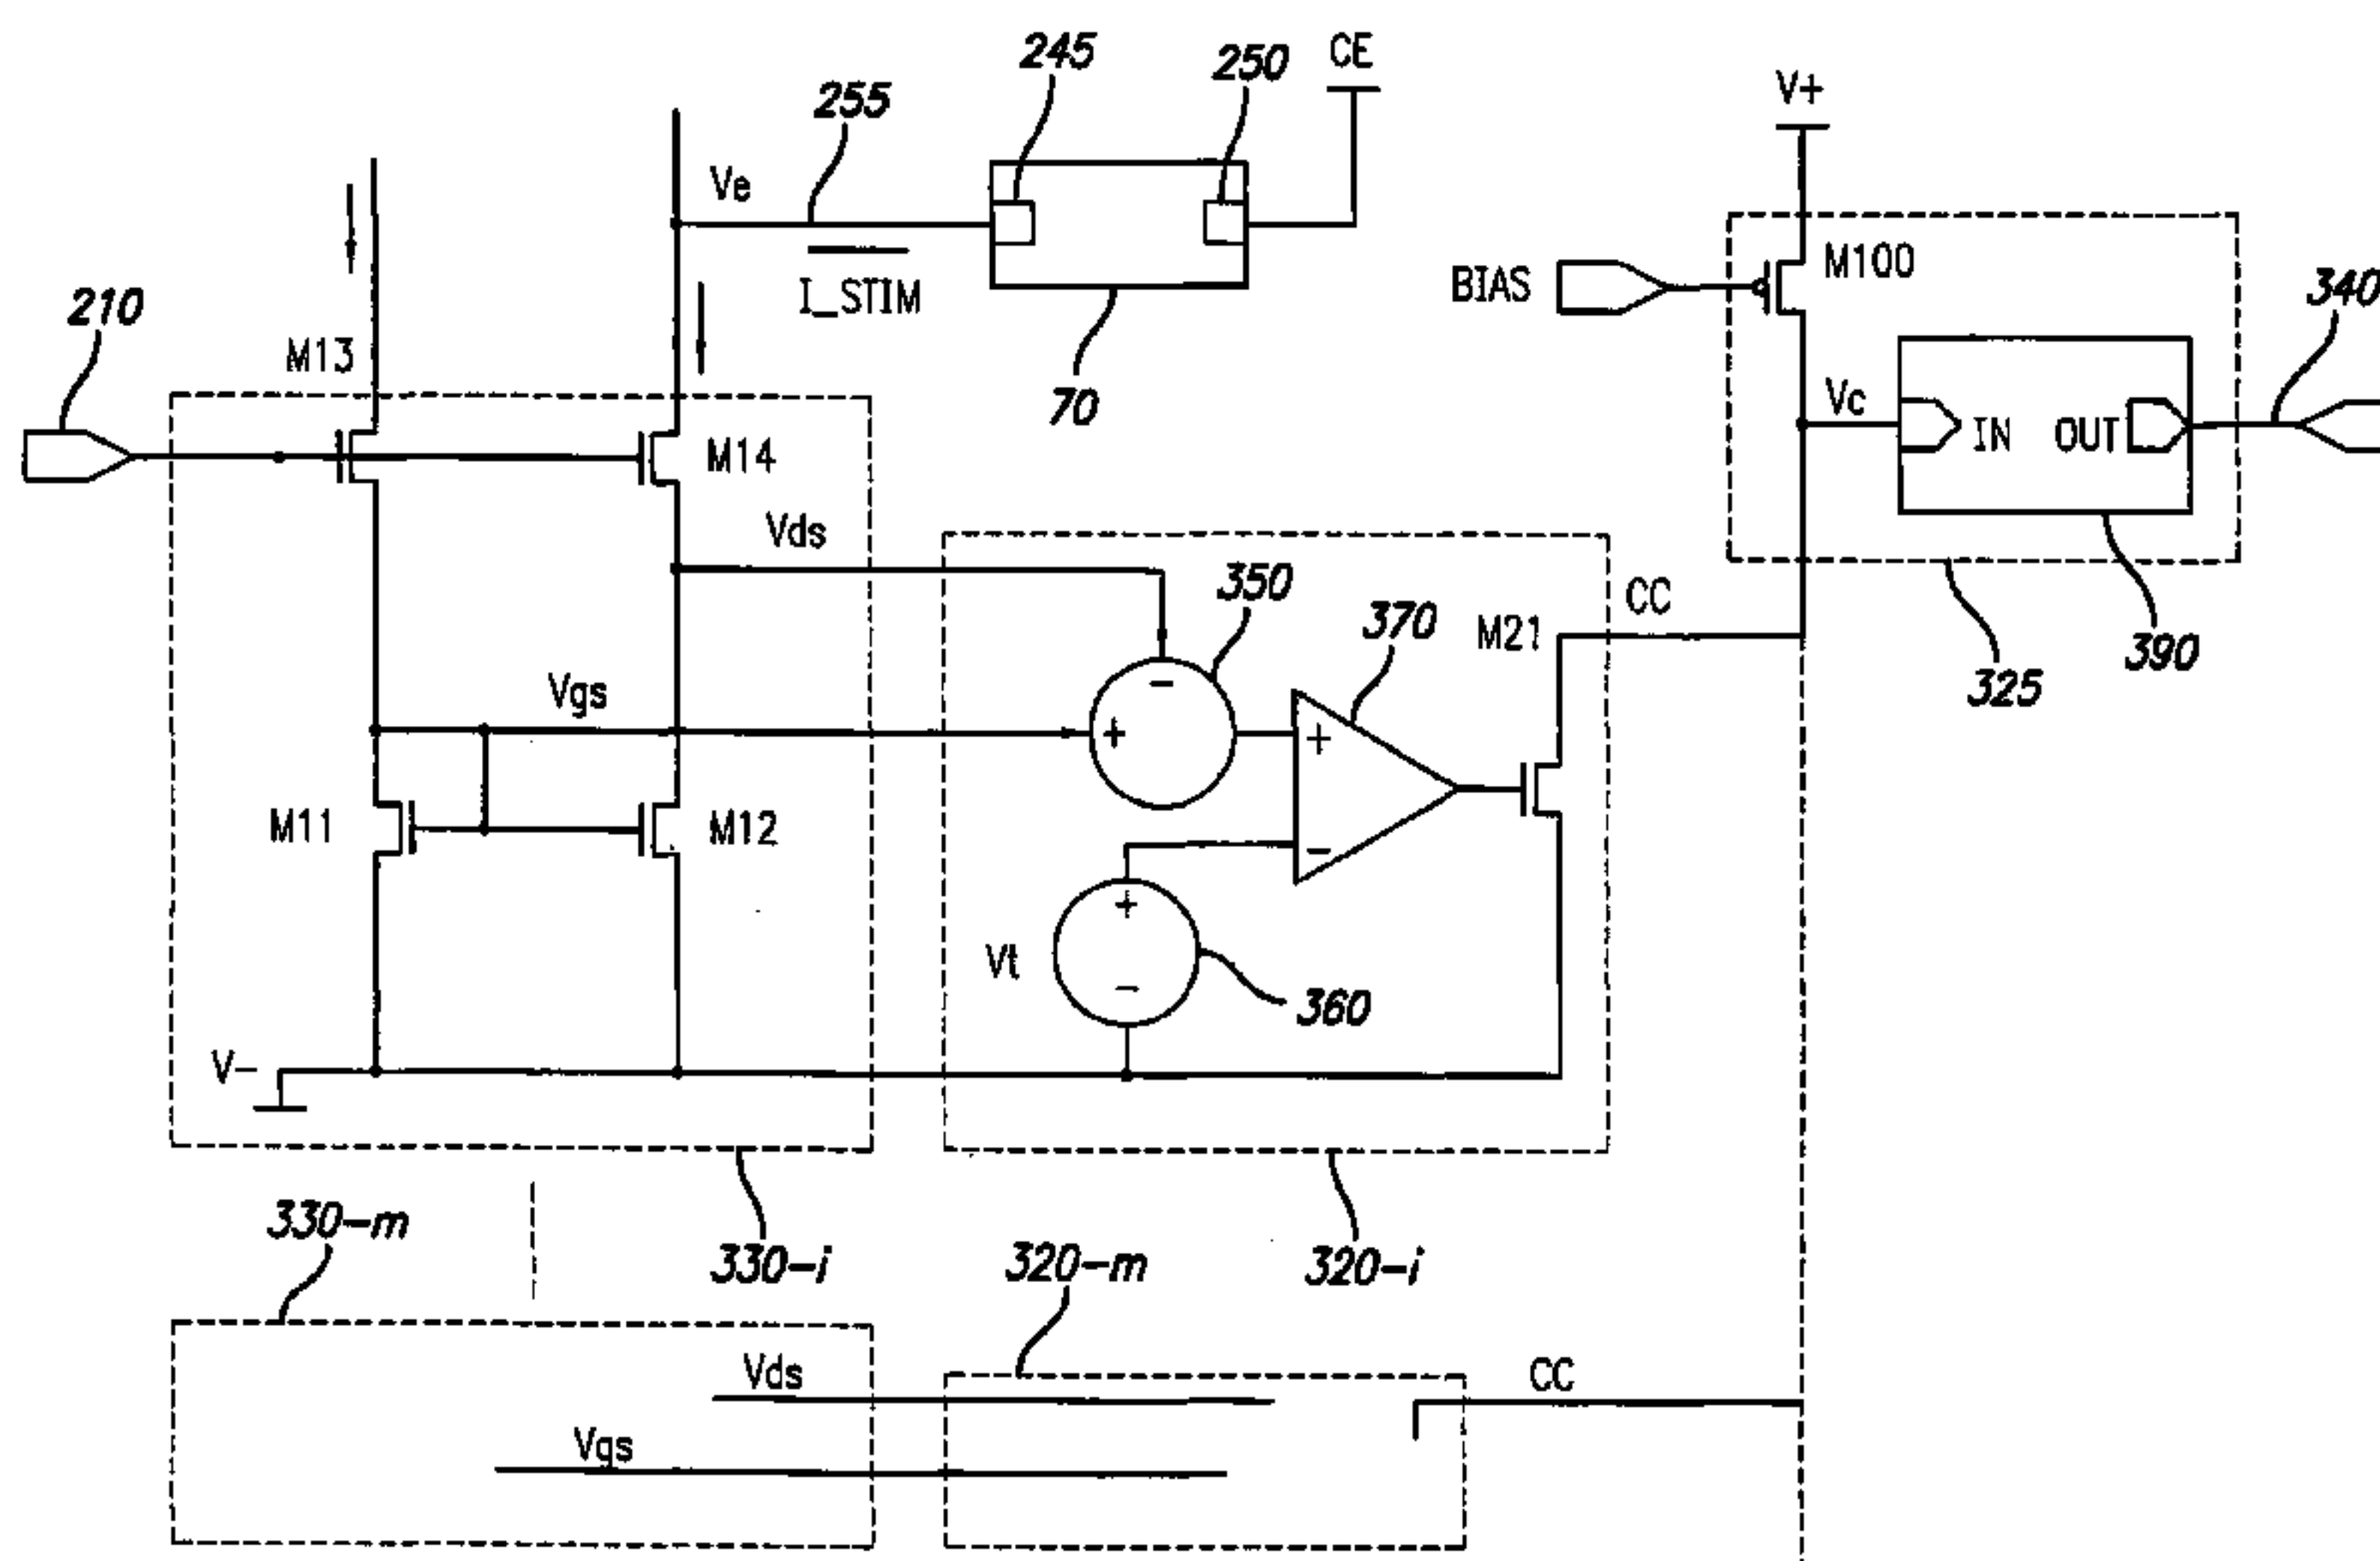 245
250
CE
255
V+
Ve
M100
BIAS
340
210
I_STIM
M13
70
Vc
IN
OUT
M14
Vds
350
CC
370
M21
390
325
Vgs
+
−
+
M11
M12
−
+
Vt
−
360
V−
330-m
330-i
320-m
320-i
Vds
CC
Vgs